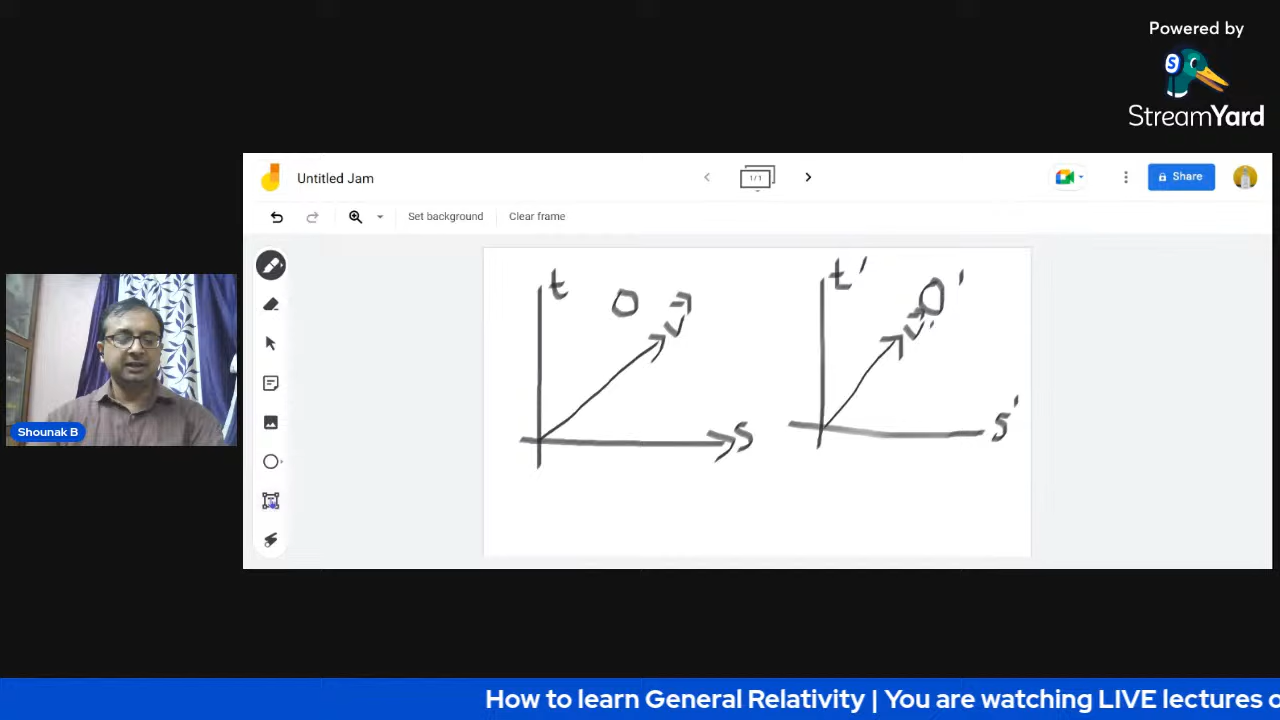 Powered by
StreamYard
Untitled Jam
1/1
Share
Set background
Clear frame
t
O
v
s
t'
O'
v'
s'
Shounak B
How to learn General Relativity | You are watching LIVE lectures o